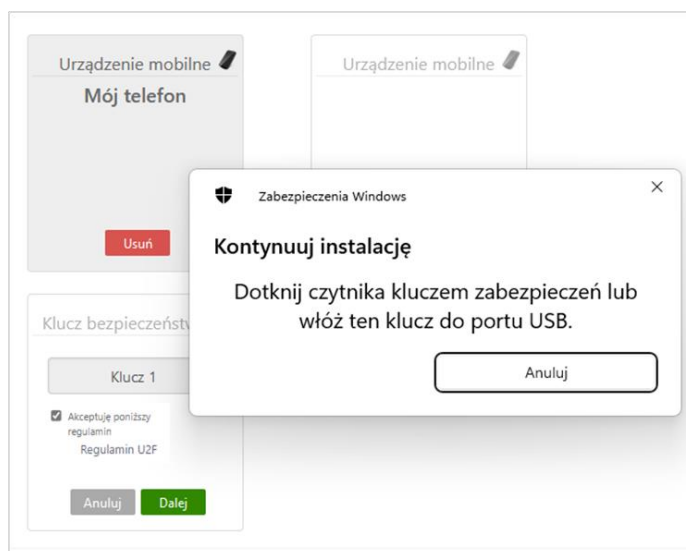 Urządzenie mobilne
Mój telefon
Usuń
Urządzenie mobilne
Zabezpieczenia Windows
Kontynuuj instalację
Dotknij czytnika kluczem zabezpieczeń lub
włóż ten klucz do portu USB.
Anuluj
Klucz
Klucz 1
Akceptuję poniższy
regulamin
Regulamin U2F
Anuluj
Dalej